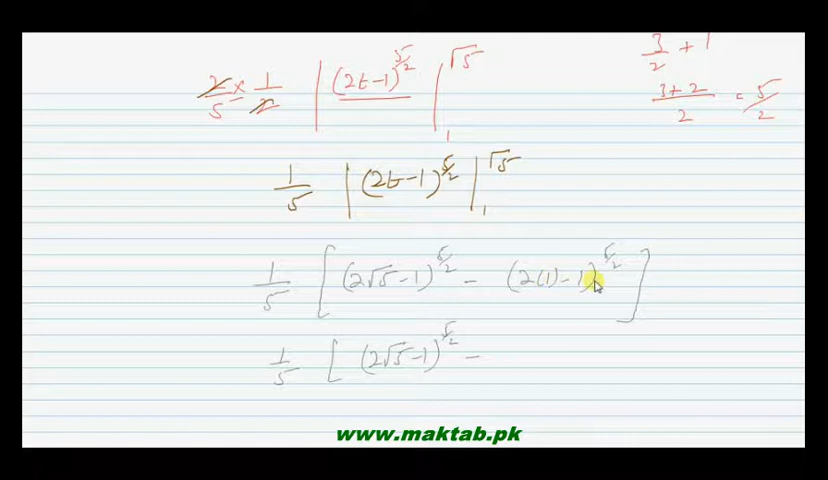 3/2 + 1
2/5 × 1/2 |(2t-1)^5/2|_1^√5
3+2/2 = 5/2
1/5 |(2t-1)^5/2|_1^√5
1/5 [(2√5-1)^5/2 - (2(1)-1)^5/2]
1/5 [(2√5-1)^5/2 -
www.maktab.pk